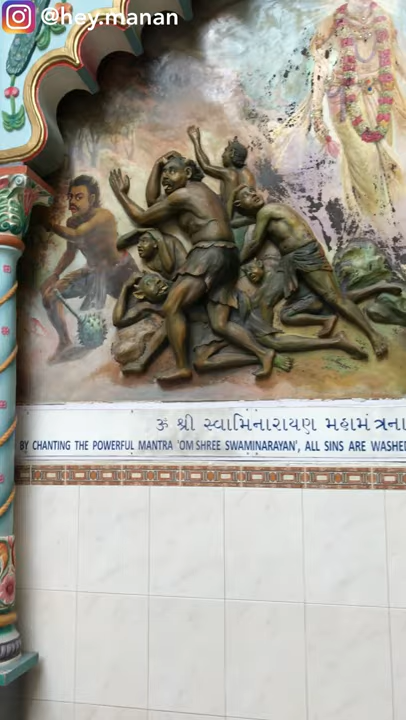 @hey.manan
ૐ શ્રી સ્વામિનારાયણ મહામંત્રના
BY CHANTING THE POWERFUL MANTRA 'OM SHREE SWAMINARAYAN', ALL SINS ARE WASHED